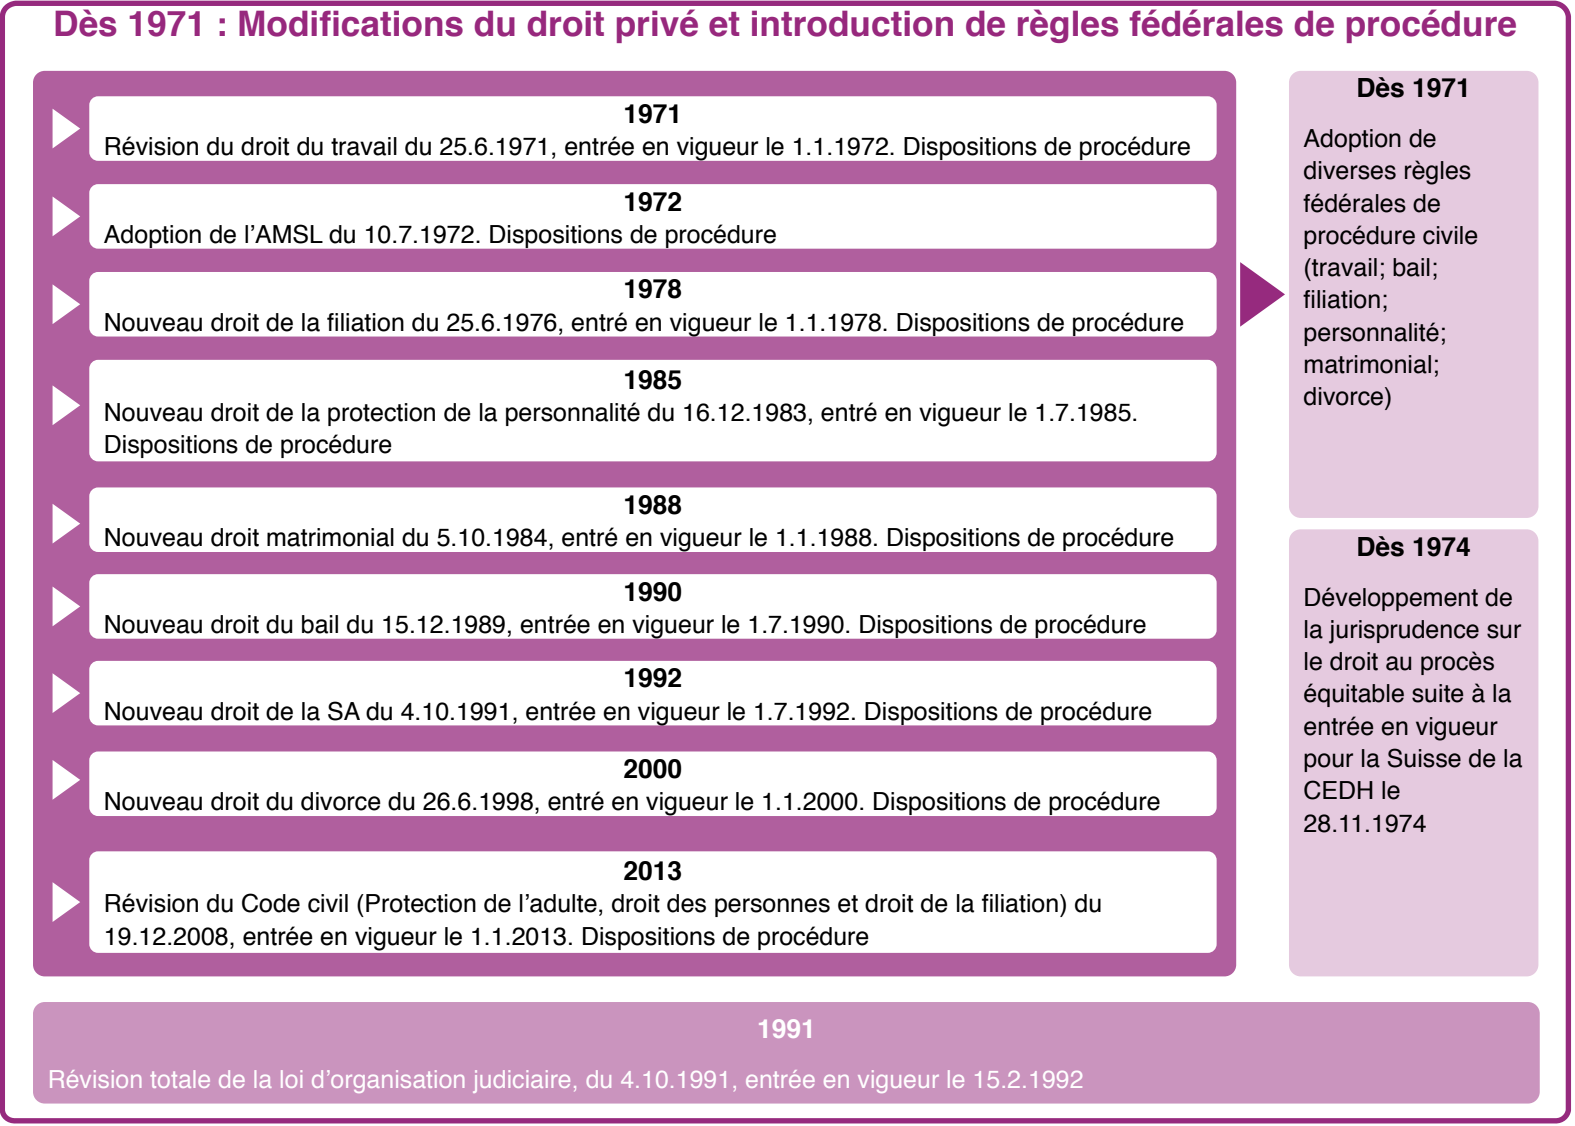 Dès 1971 : Modifications du droit privé et introduction de règles fédérales de procédure
1971
Révision du droit du travail du 25.6.1971, entrée en vigueur le 1.1.1972. Dispositions de procédure
1972
Adoption de l'AMSL du 10.7.1972. Dispositions de procédure
1978
Nouveau droit de la filiation du 25.6.1976, entré en vigueur le 1.1.1978. Dispositions de procédure
1985
Nouveau droit de la protection de la personnalité du 16.12.1983, entré en vigueur le 1.7.1985.
Dispositions de procédure
1988
Nouveau droit matrimonial du 5.10.1984, entré en vigueur le 1.1.1988. Dispositions de procédure
1990
Nouveau droit du bail du 15.12.1989, entrée en vigueur le 1.7.1990. Dispositions de procédure
1992
Nouveau droit de la SA du 4.10.1991, entrée en vigueur le 1.7.1992. Dispositions de procédure
2000
Nouveau droit du divorce du 26.6.1998, entré en vigueur le 1.1.2000. Dispositions de procédure
2013
Révision du Code civil (Protection de l'adulte, droit des personnes et droit de la filiation) du
19.12.2008, entrée en vigueur le 1.1.2013. Dispositions de procédure
Dès 1971
Adoption de
diverses règles
fédérales de
procédure civile
(travail; bail;
filiation;
personnalité;
matrimonial;
divorce)
Dès 1974
Développement de
la jurisprudence sur
le droit au procès
équitable suite à la
entrée en vigueur
pour la Suisse de la
CEDH le
28.11.1974
1991
Révision totale de la loi d'organisation judiciaire, du 4.10.1991, entrée en vigueur le 15.2.1992